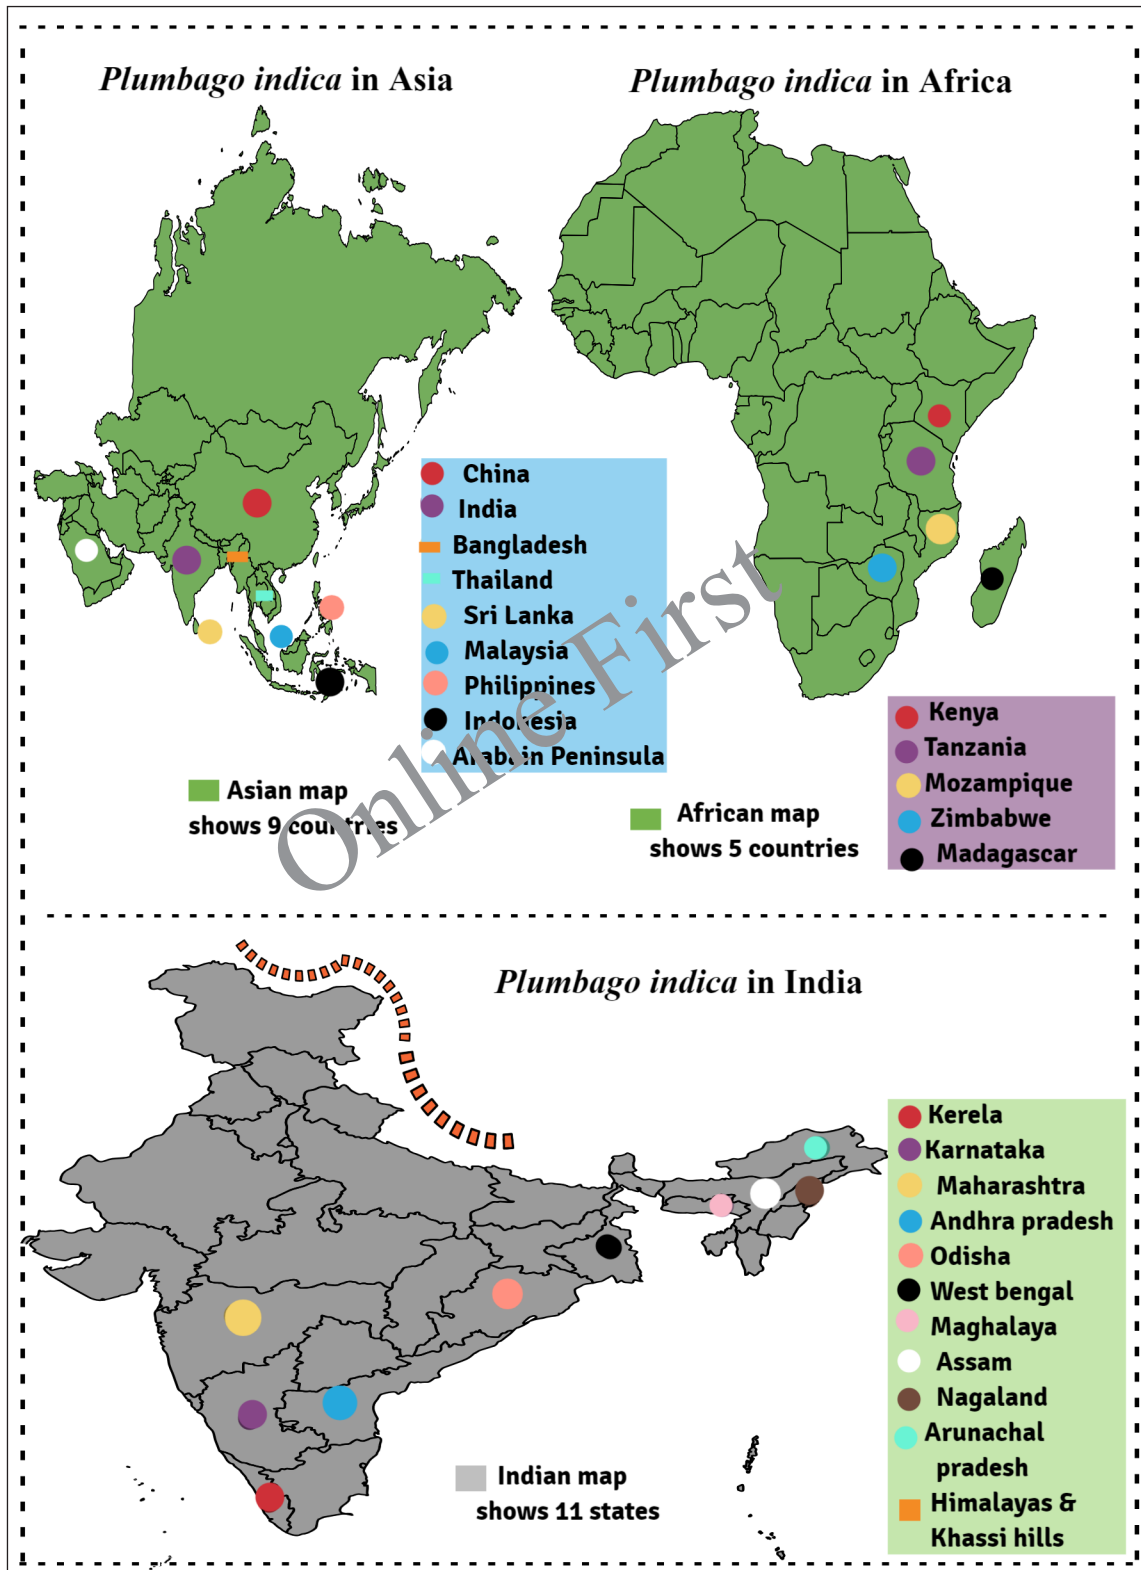 Plumbago indica in Asia
Plumbago indica in Africa
China
India
Bangladesh
Thailand
Sri Lanka
Malaysia
Philippines
Indonesia
Arabain Peninsula
Asian map
shows 9 countries
Kenya
Tanzania
Mozampique
Zimbabwe
Madagascar
African map
shows 5 countries
Online First
Plumbago indica in India
Kerela
Karnataka
Maharashtra
Andhra pradesh
Odisha
West bengal
Maghalaya
Assam
Nagaland
Arunachal
pradesh
Himalayas &
Khassi hills
Indian map
shows 11 states